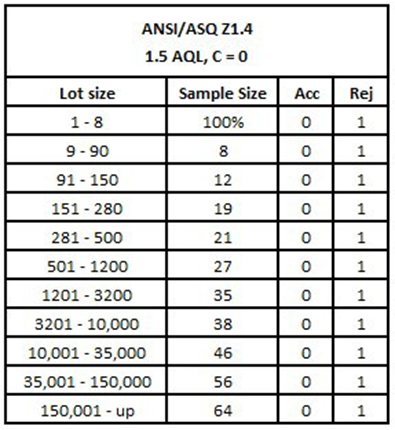 ANSI/ASQ Z1.4
1.5 AQL, C = 0
Lot size Sample Size Acc Rej
1 - 8 100% 0 1
9 - 90 8 0 1
91 - 150 12 0 1
151 - 280 19 0 1
281 - 500 21 0 1
501 - 1200 27 0 1
1201 - 3200 35 0 1
3201 - 10,000 38 0 1
10,001 - 35,000 46 0 1
35,001 - 150,000 56 0 1
150,001 - up 64 0 1